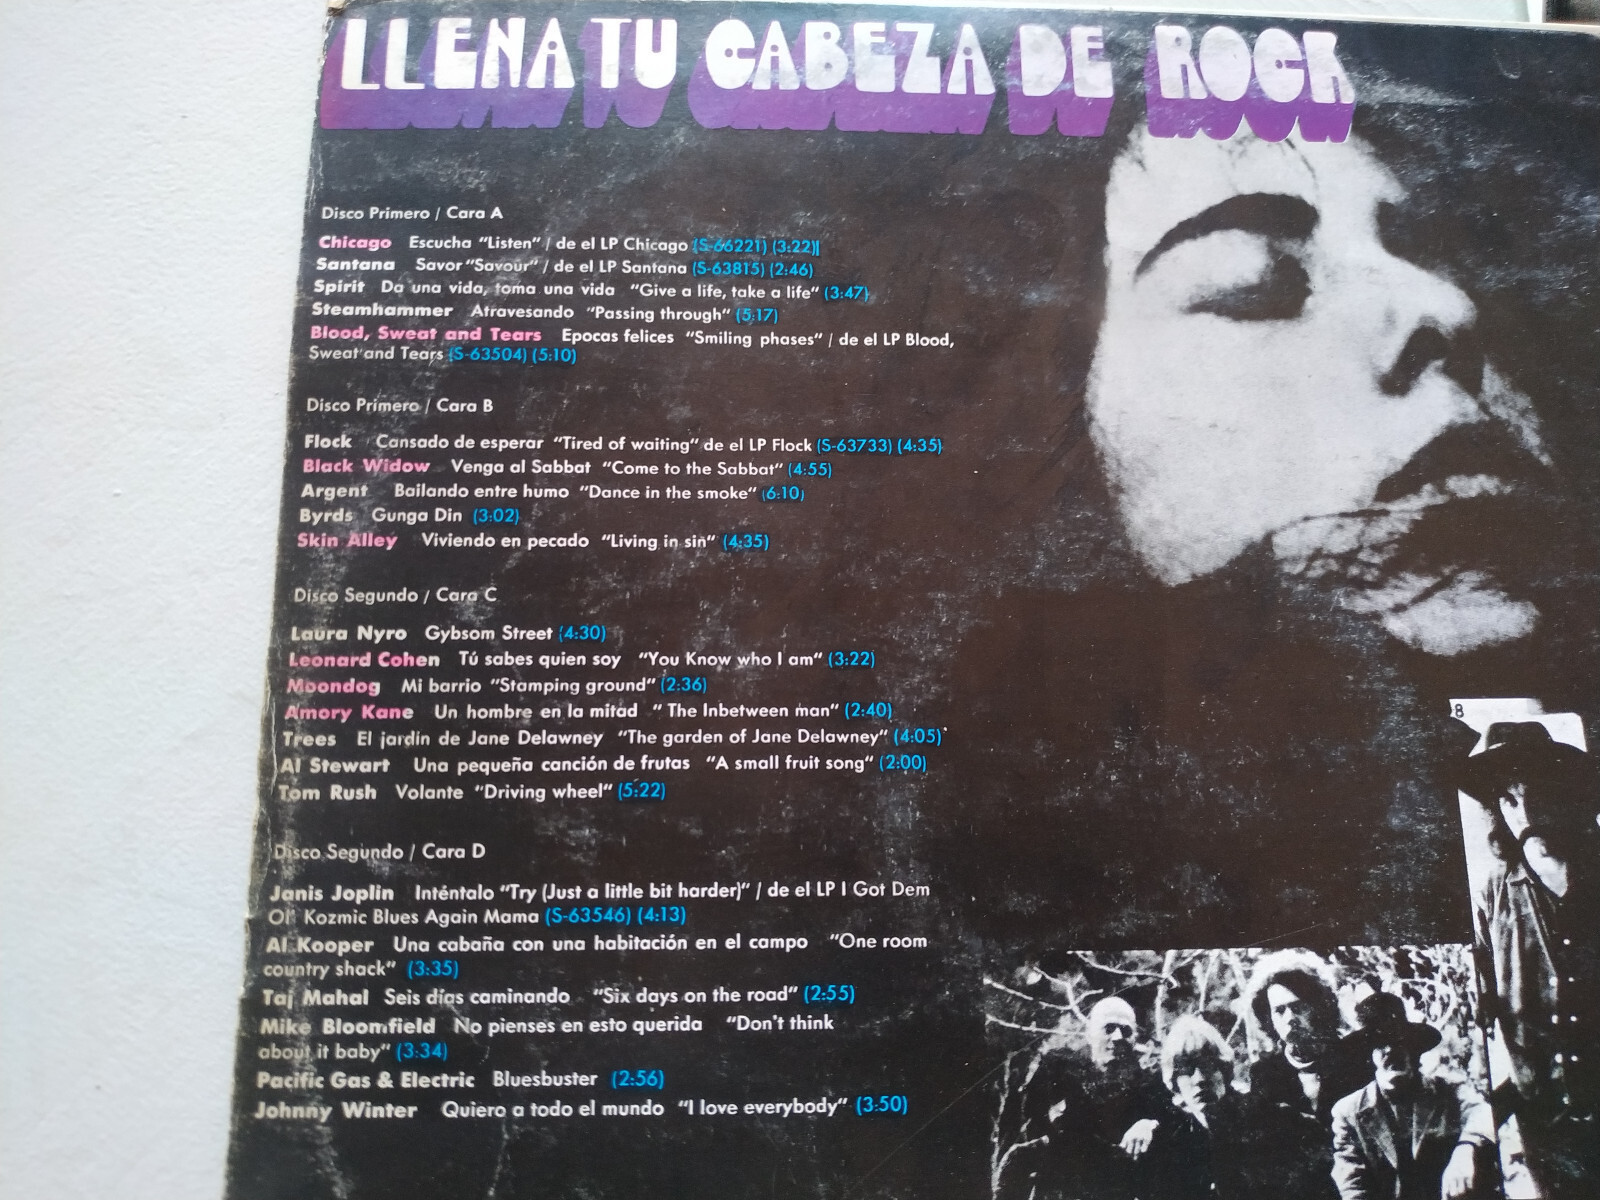 LLENA TU CABEZA DE ROCK
Disco Primero / Cara A
Chicago Escucha "Listen" / de el LP Chicago (S-66221) (3:22)
Santana Savor "Savour" / de el LP Santana (S-63815) (2:46)
Spirit Da una vida, toma una vida "Give a life, take a life" (3:47)
Steamhammer Atravesando "Passing through" (5:17)
Blood, Sweat and Tears Epocas felices "Smiling phases" / de el LP Blood,
Sweat and Tears (S-63504) (5:10)
Disco Primero / Cara B
Flock Cansado de esperar "Tired of waiting" de el LP Flock (S-63733) (4:35)
Black Widow Venga al Sabbat "Come to the Sabbat" (4:55)
Argent Bailando entre humo "Dance in the smoke" (6:10)
Byrds Gunga Din (3:02)
Skin Alley Viviendo en pecado "Living in sin" (4:35)
Disco Segundo / Cara C
Laura Nyro Gybsom Street (4:30)
Leonard Cohen Tú sabes quien soy "You Know who I am" (3:22)
Moondog Mi barrio "Stamping ground" (2:36)
Amory Kane Un hombre en la mitad " The Inbetween man" (2:40)
Trees El jardín de Jane Delawney "The garden of Jane Delawney" (4:05)
Al Stewart Una pequeña canción de frutas "A small fruit song" (2:00)
Tom Rush Volante "Driving wheel" (5:22)
Disco Segundo / Cara D
Janis Joplin Inténtalo "Try (Just a little bit harder)" / de el LP I Got Dem
Ol' Kozmic Blues Again Mama (S-63546) (4:13)
Al Kooper Una cabaña con una habitación en el campo "One room
country shack" (3:35)
Taj Mahal Seis días caminando "Six days on the road" (2:55)
Mike Bloomfield No pienses en esto querida "Don't think
about it baby" (3:34)
Pacific Gas & Electric Bluesbuster (2:56)
Johnny Winter Quiero a todo el mundo "I love everybody" (3:50)
8